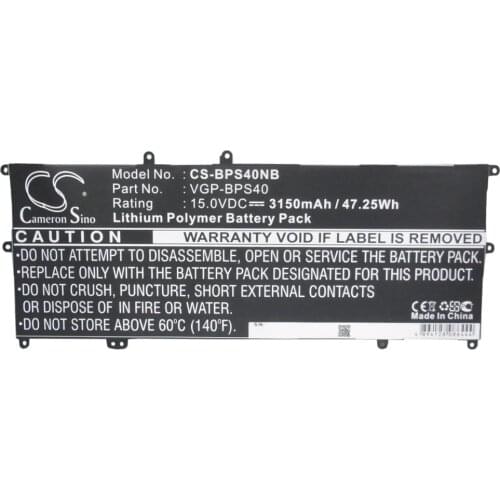 CS
Cameron Sino
Model No. : CS-BPS40NB
Part No. : VGP-BPS40
Rating : 15.0VDC⎓ 3150mAh / 47.25Wh
Lithium Polymer Battery Pack
CAUTION
WARRANTY VOID IF LABEL IS REMOVED
•DO NOT ATTEMPT TO DISASSEMBLE, OPEN OR SERVICE BATTERY.
•REPLACE ONLY WITH THE BATTERY PACK DESIGNATED FOR THIS PRODUCT.
•DO NOT CRUSH, PUNCTURE, SHORT EXTERNAL CONTACTS
OR DISPOSE OF IN FIRE OR WATER.
•DO NOT STORE ABOVE 60°C (140°F)
S/N:
CE
Made In China